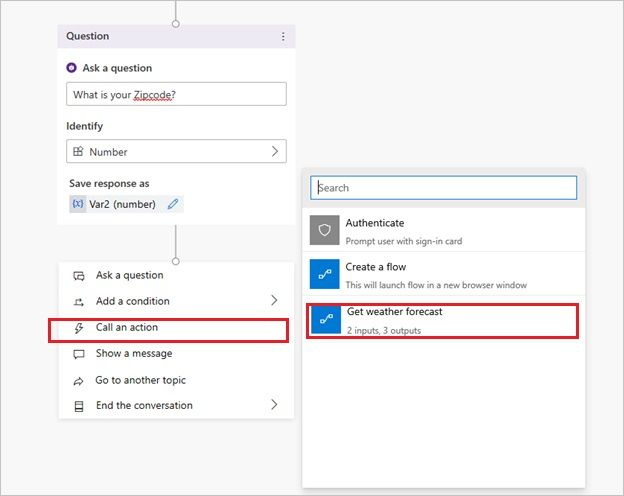 Question
Ask a question
What is your Zipcode?
Identify
Number
Save response as
{x} Var2 (number)
Ask a question
Add a condition
Call an action
Show a message
Go to another topic
End the conversation
Search
Authenticate
Prompt user with sign-in card
Create a flow
This will launch flow in a new browser window
Get weather forecast
2 inputs, 3 outputs